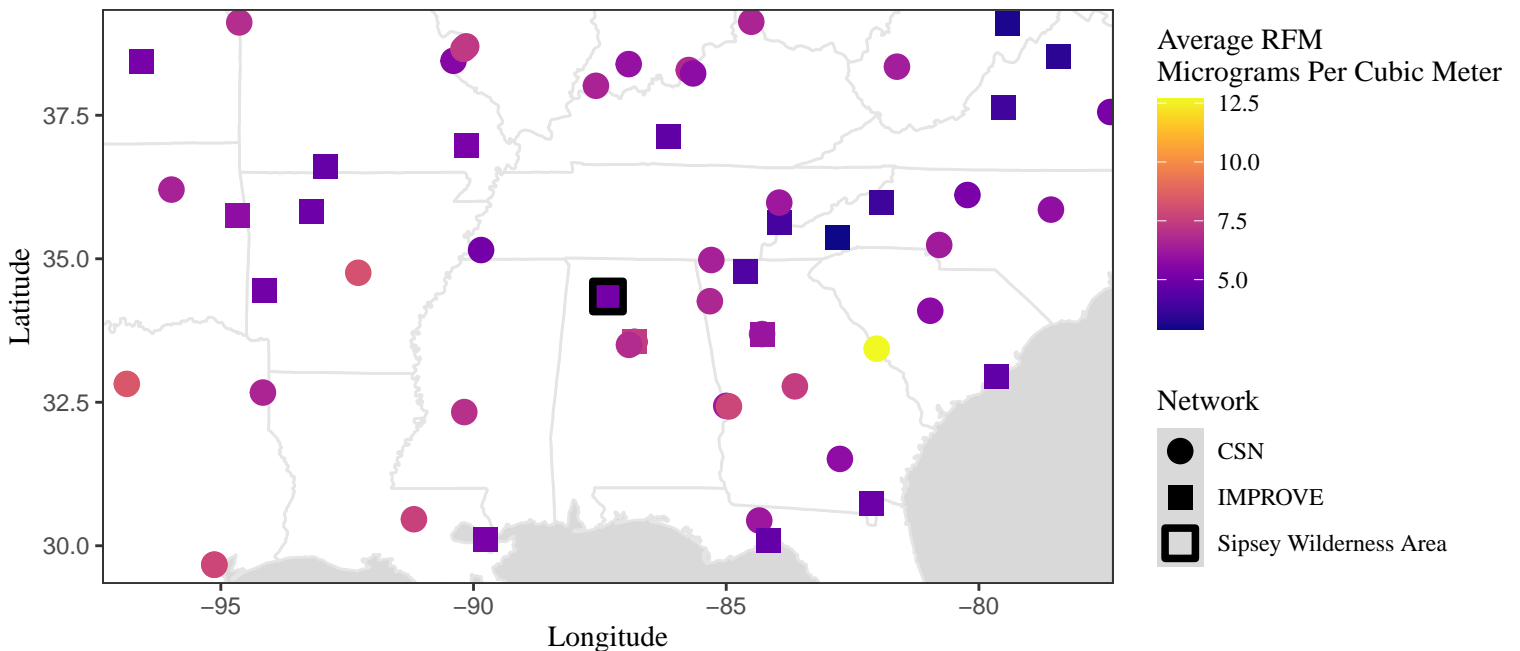 Average RFM
Micrograms Per Cubic Meter
12.5
10.0
7.5
5.0
Network
CSN
IMPROVE
Sipsey Wilderness Area
Latitude
37.5
35.0
32.5
30.0
−95
−90
−85
−80
Longitude